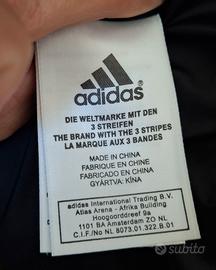 adidas
DIE WELTMARKE MIT DEN
3 STREIFEN
THE BRAND WITH THE 3 STRIPES
LA MARQUE AUX 3 BANDES
MADE IN CHINA
FABRIQUE EN CHINE
FABRICADO EN CHINA
GYÁRTVA: KÍNA
adidas International Trading B.V.
Atlas Arena - Afrika Building
Hoogoorddreef 9a
1101 BA Amsterdam Z.O.
C.I.F./No NL 8073.01.322.B.01
subito